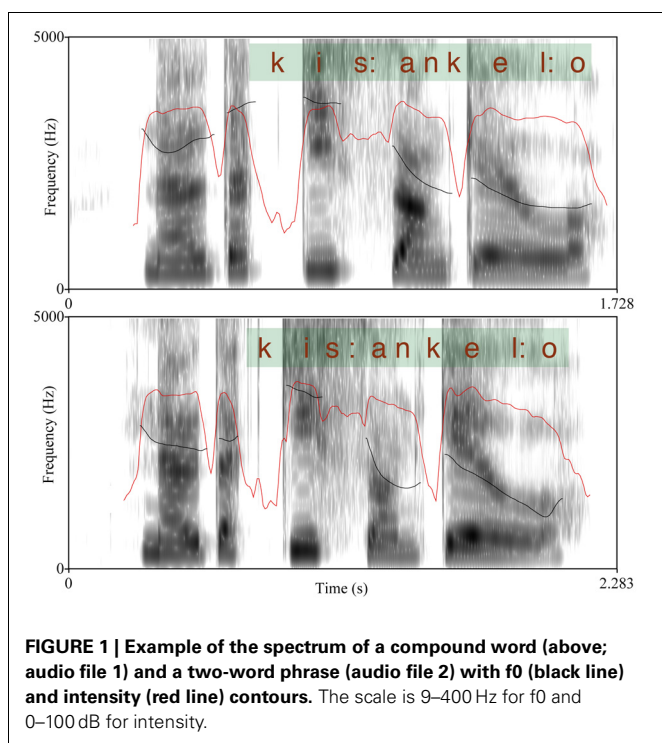 5000
k i s: a n k e l: o
Frequency (Hz)
0
0
1.728
5000
k i s: a n k e l: o
Frequency (Hz)
0
0
Time (s)
2.283
FIGURE 1 | Example of the spectrum of a compound word (above;
audio file 1) and a two-word phrase (audio file 2) with f0 (black line)
and intensity (red line) contours. The scale is 9–400 Hz for f0 and
0–100 dB for intensity.